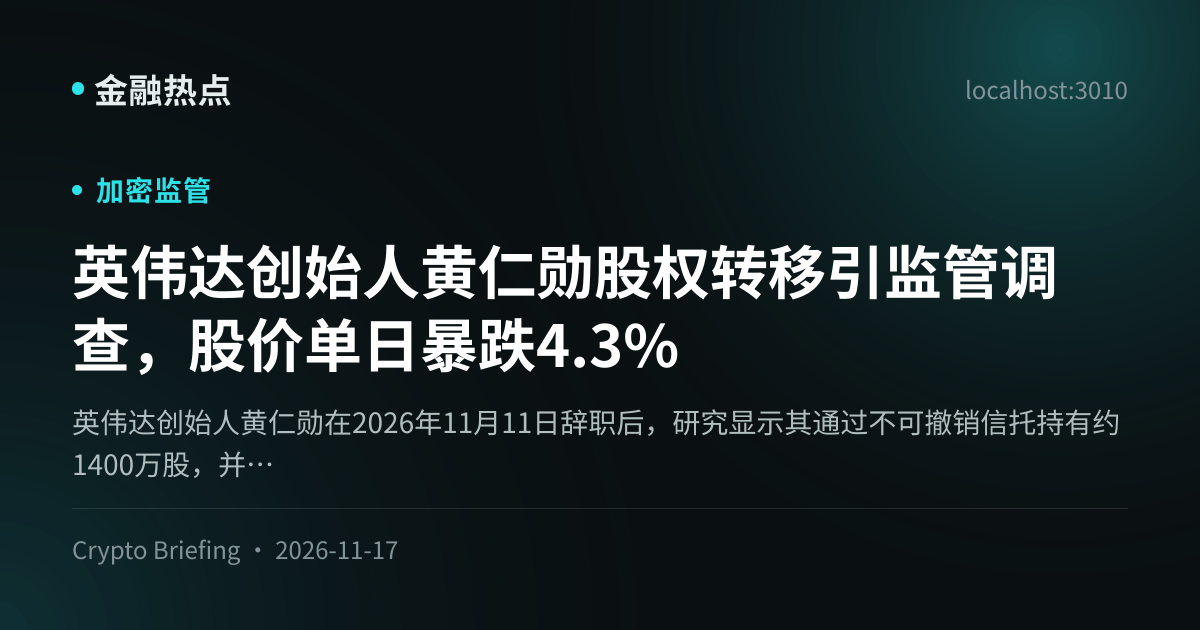 金融热点
localhost:3010
加密监管
英伟达创始人黄仁勋股权转移引监管调
查，股价单日暴跌4.3%
英伟达创始人黄仁勋在2026年11月11日辞职后，研究显示其通过不可撤销信托持有约
1400万股，并…
Crypto Briefing • 2026-11-17